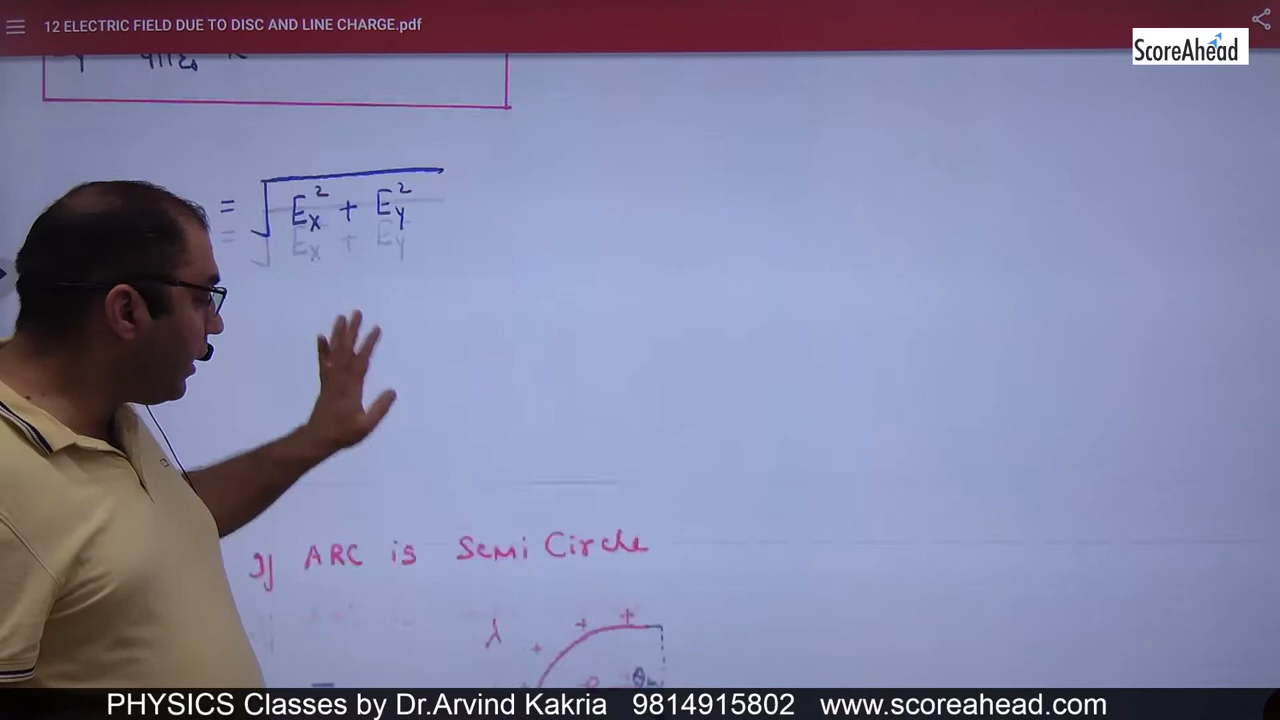 12 ELECTRIC FIELD DUE TO DISC AND LINE CHARGE.pdf
ScoreAhead
= √(Ex² + Ey²)
If ARC is Semi Circle
λ + + +
PHYSICS Classes by Dr.Arvind Kakria 9814915802 www.scoreahead.com